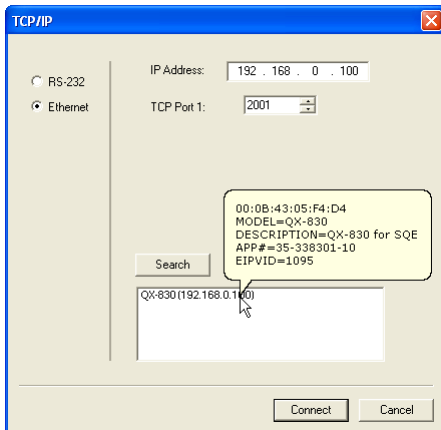 TCP/IP
RS-232
Ethernet
IP Address: 192 . 168 . 0 . 100
TCP Port 1: 2001
00:0B:43:05:F4:D4
MODEL=QX-830
DESCRIPTION=QX-830 for SQE
APP#=35-338301-10
EIPVID=1095
Search
QX-830(192.168.0.100)
Connect Cancel